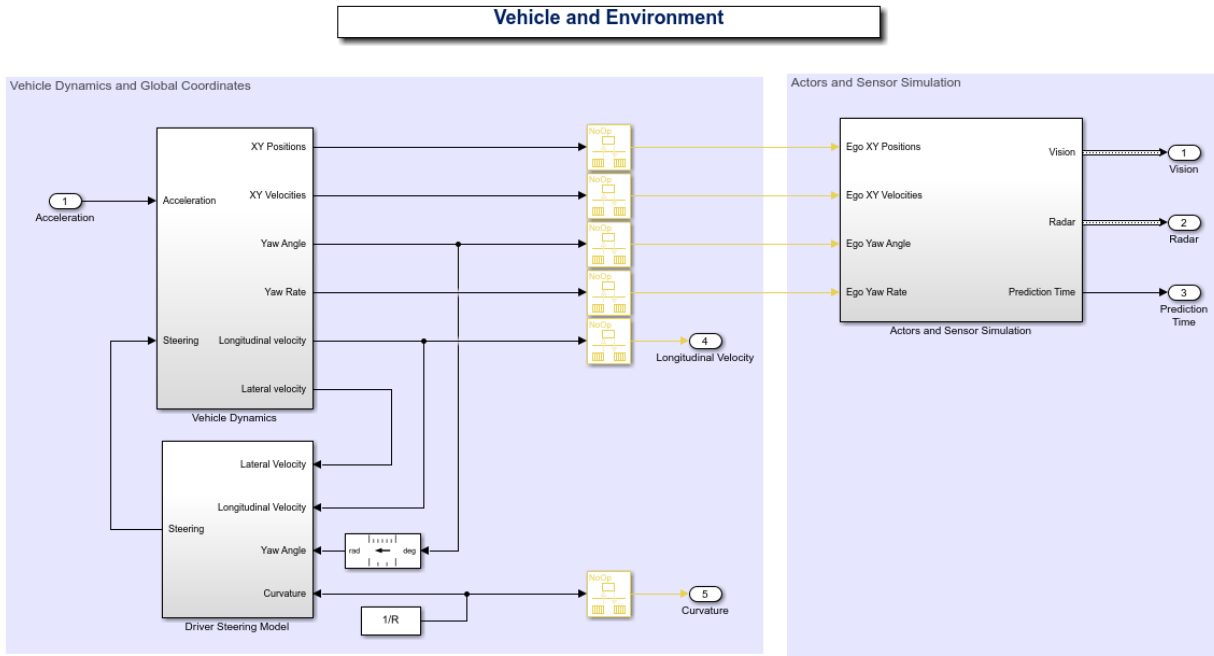 Vehicle and Environment
Vehicle Dynamics and Global Coordinates
Acceleration
1
Acceleration
Steering
XY Positions
XY Velocities
Yaw Angle
Yaw Rate
Longitudinal velocity
Lateral velocity
Vehicle Dynamics
NoOp
NoOp
NoOp
NoOp
NoOp
4
Longitudinal Velocity
Lateral Velocity
Longitudinal Velocity
Steering
Yaw Angle
Curvature
Driver Steering Model
rad
deg
1/R
NoOp
5
Curvature
Actors and Sensor Simulation
Ego XY Positions
Ego XY Velocities
Ego Yaw Angle
Ego Yaw Rate
Vision
Radar
Prediction Time
Actors and Sensor Simulation
1
Vision
2
Radar
3
Prediction
Time